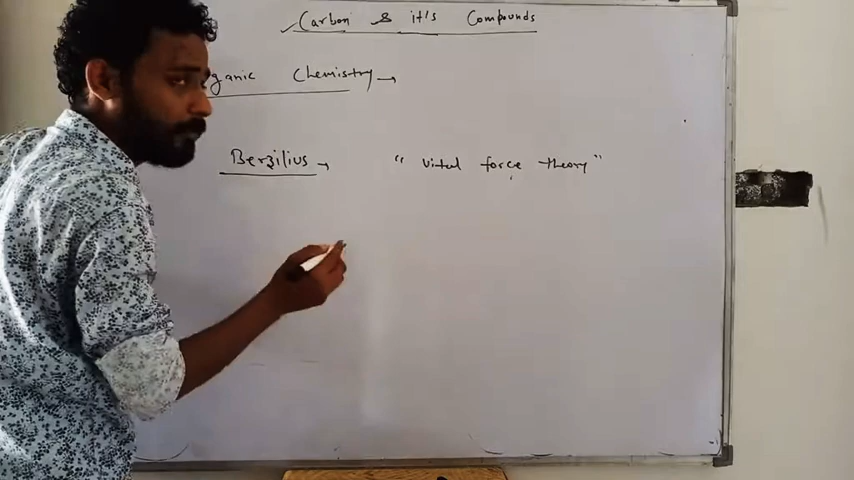 Carbon & it's Compounds
ganic Chemistry →
Berzilius → " vital force theory "